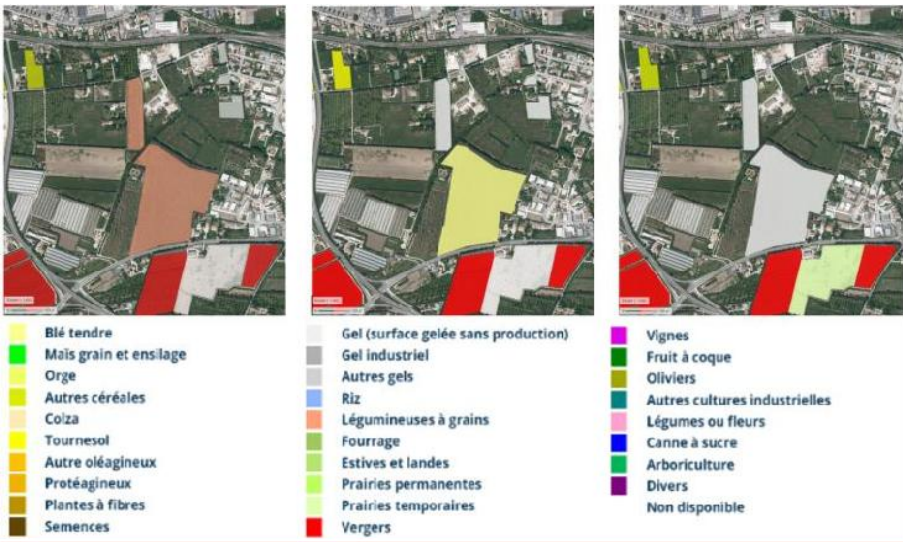 Blé tendre
Maïs grain et ensilage
Orge
Autres céréales
Colza
Tournesol
Autre oléagineux
Protéagineux
Plantes à fibres
Semences
Gel (surface gelée sans production)
Gel industriel
Autres gels
Riz
Légumineuses à grains
Fourrage
Estives et landes
Prairies permanentes
Prairies temporaires
Vergers
Vignes
Fruit à coque
Oliviers
Autres cultures industrielles
Légumes ou fleurs
Canne à sucre
Arboriculture
Divers
Non disponible